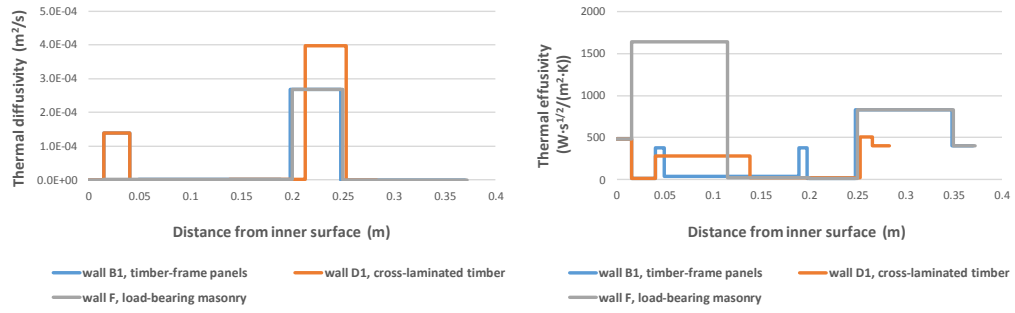 Thermal diffusivity (m²/s)
5.0E-04
4.0E-04
3.0E-04
2.0E-04
1.0E-04
0.0E+00
0
0.05
0.1
0.15
0.2
0.25
0.3
0.35
0.4
Distance from inner surface (m)
wall B1, timber-frame panels
wall D1, cross-laminated timber
wall F, load-bearing masonry
Thermal effusivity
(W·s^1/2/(m²·K))
2000
1500
1000
500
0
0
0.05
0.1
0.15
0.2
0.25
0.3
0.35
0.4
Distance from inner surface (m)
wall B1, timber-frame panels
wall D1, cross-laminated timber
wall F, load-bearing masonry